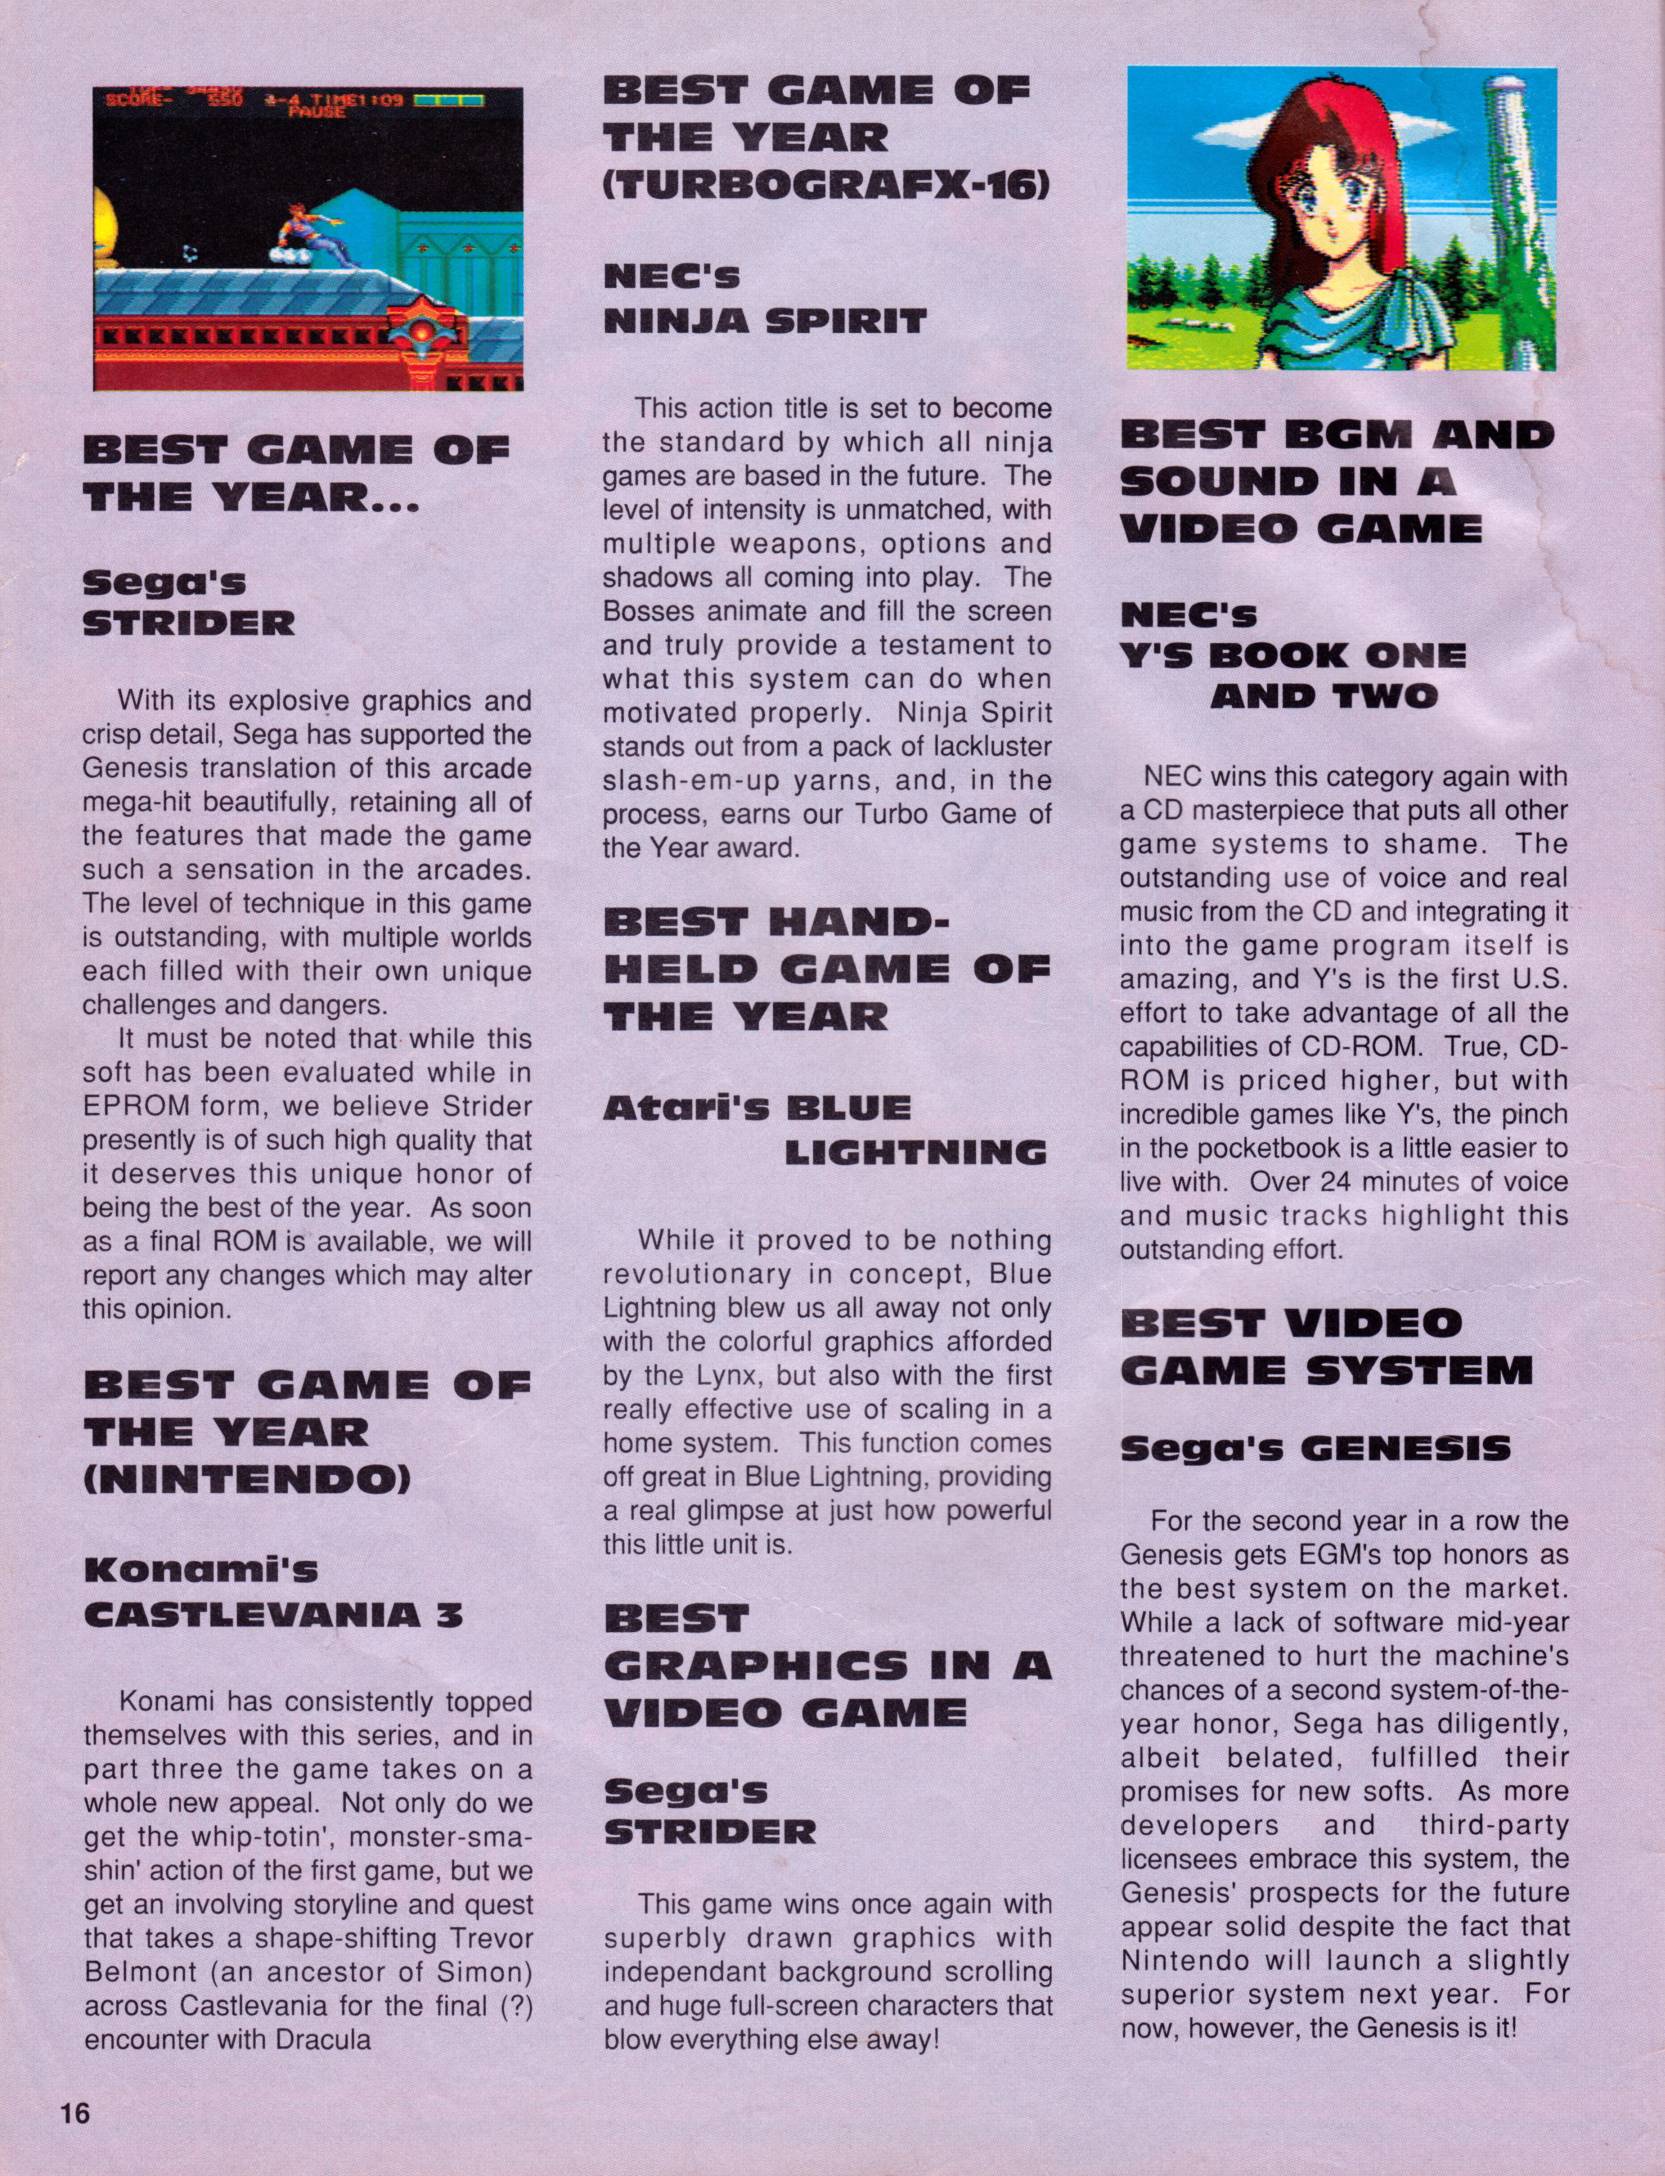 SCORE- 550 2-4 TIME1:09
PAUSE
BEST GAME OF
THE YEAR...
Sega's
STRIDER
With its explosive graphics and
crisp detail, Sega has supported the
Genesis translation of this arcade
mega-hit beautifully, retaining all of
the features that made the game
such a sensation in the arcades.
The level of technique in this game
is outstanding, with multiple worlds
each filled with their own unique
challenges and dangers.
It must be noted that while this
soft has been evaluated while in
EPROM form, we believe Strider
presently is of such high quality that
it deserves this unique honor of
being the best of the year. As soon
as a final ROM is available, we will
report any changes which may alter
this opinion.
BEST GAME OF
THE YEAR
(NINTENDO)
Konami's
CASTLEVANIA 3
Konami has consistently topped
themselves with this series, and in
part three the game takes on a
whole new appeal. Not only do we
get the whip-totin', monster-sma-
shin' action of the first game, but we
get an involving storyline and quest
that takes a shape-shifting Trevor
Belmont (an ancestor of Simon)
across Castlevania for the final (?)
encounter with Dracula
16
BEST GAME OF
THE YEAR
(TURBOGRAFX-16)
NEC's
NINJA SPIRIT
This action title is set to become
the standard by which all ninja
games are based in the future. The
level of intensity is unmatched, with
multiple weapons, options and
shadows all coming into play. The
Bosses animate and fill the screen
and truly provide a testament to
what this system can do when
motivated properly. Ninja Spirit
stands out from a pack of lackluster
slash-em-up yarns, and, in the
process, earns our Turbo Game of
the Year award.
BEST HAND-
HELD GAME OF
THE YEAR
Atari's BLUE
LIGHTNING
While it proved to be nothing
revolutionary in concept, Blue
Lightning blew us all away not only
with the colorful graphics afforded
by the Lynx, but also with the first
really effective use of scaling in a
home system. This function comes
off great in Blue Lightning, providing
a real glimpse at just how powerful
this little unit is.
BEST
GRAPHICS IN A
VIDEO GAME
Sega's
STRIDER
This game wins once again with
superbly drawn graphics with
independant background scrolling
and huge full-screen characters that
blow everything else away!
BEST BGM AND
SOUND IN A
VIDEO GAME
NEC's
Y'S BOOK ONE
AND TWO
NEC wins this category again with
a CD masterpiece that puts all other
game systems to shame. The
outstanding use of voice and real
music from the CD and integrating it
into the game program itself is
amazing, and Y's is the first U.S.
effort to take advantage of all the
capabilities of CD-ROM. True, CD-
ROM is priced higher, but with
incredible games like Y's, the pinch
in the pocketbook is a little easier to
live with. Over 24 minutes of voice
and music tracks highlight this
outstanding effort.
BEST VIDEO
GAME SYSTEM
Sega's GENESIS
For the second year in a row the
Genesis gets EGM's top honors as
the best system on the market.
While a lack of software mid-year
threatened to hurt the machine's
chances of a second system-of-the-
year honor, Sega has diligently,
albeit belated, fulfilled their
promises for new softs. As more
developers and third-party
licensees embrace this system, the
Genesis' prospects for the future
appear solid despite the fact that
Nintendo will launch a slightly
superior system next year. For
now, however, the Genesis is it!